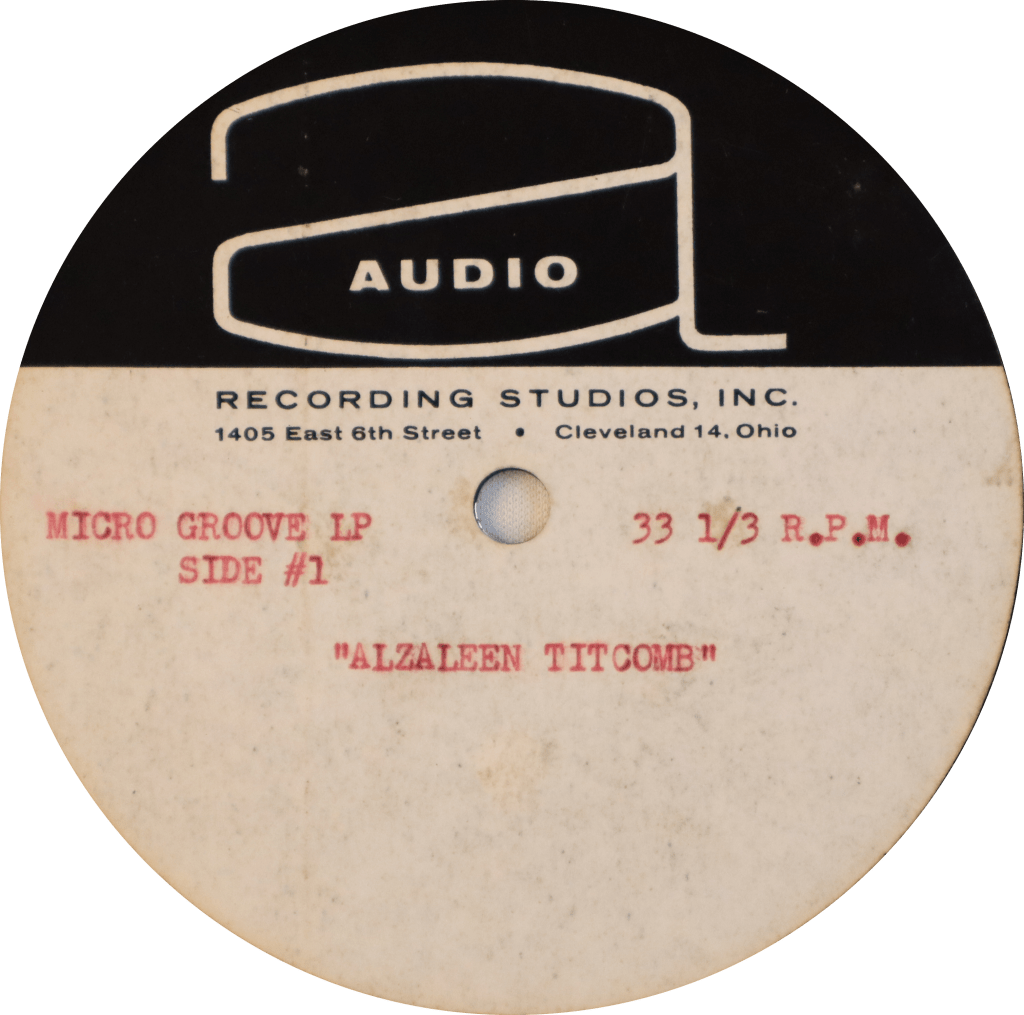 AUDIO
RECORDING STUDIOS, INC.
1405 East 6th Street • Cleveland 14, Ohio
MICRO GROOVE LP 33 1/3 R.P.M.
SIDE #1
"ALZALEEN TITCOMB"